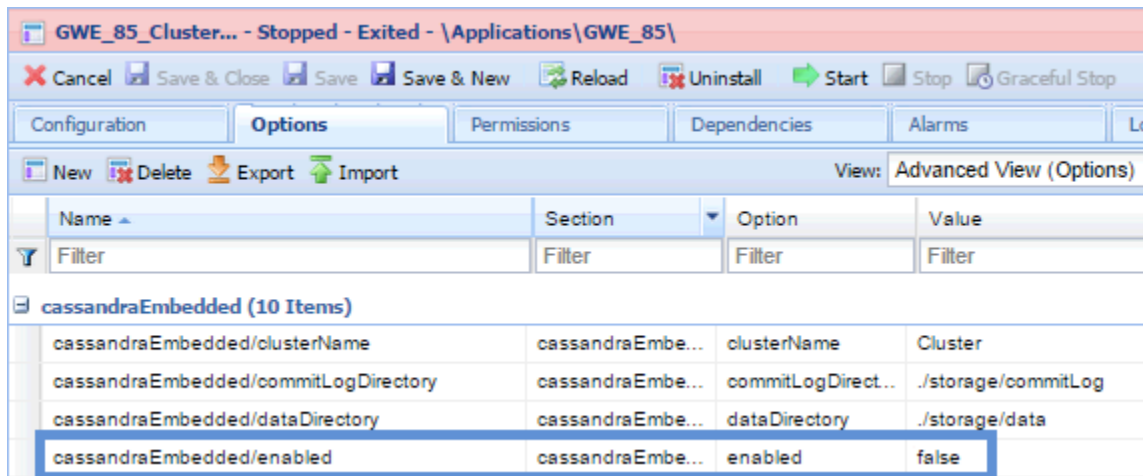 GWE_85_Cluster... - Stopped - Exited - \Applications\GWE_85\
Cancel Save & Close Save Save & New Reload Uninstall Start Stop Graceful Stop
Configuration Options Permissions Dependencies Alarms
New Delete Export Import View: Advanced View (Options)
Name Section Option Value
Filter Filter Filter Filter
cassandraEmbedded (10 Items)
cassandraEmbedded/clusterName cassandraEmbe... clusterName Cluster
cassandraEmbedded/commitLogDirectory cassandraEmbe... commitLogDirect... ./storage/commitLog
cassandraEmbedded/dataDirectory cassandraEmbe... dataDirectory ./storage/data
cassandraEmbedded/enabled cassandraEmbe... enabled false